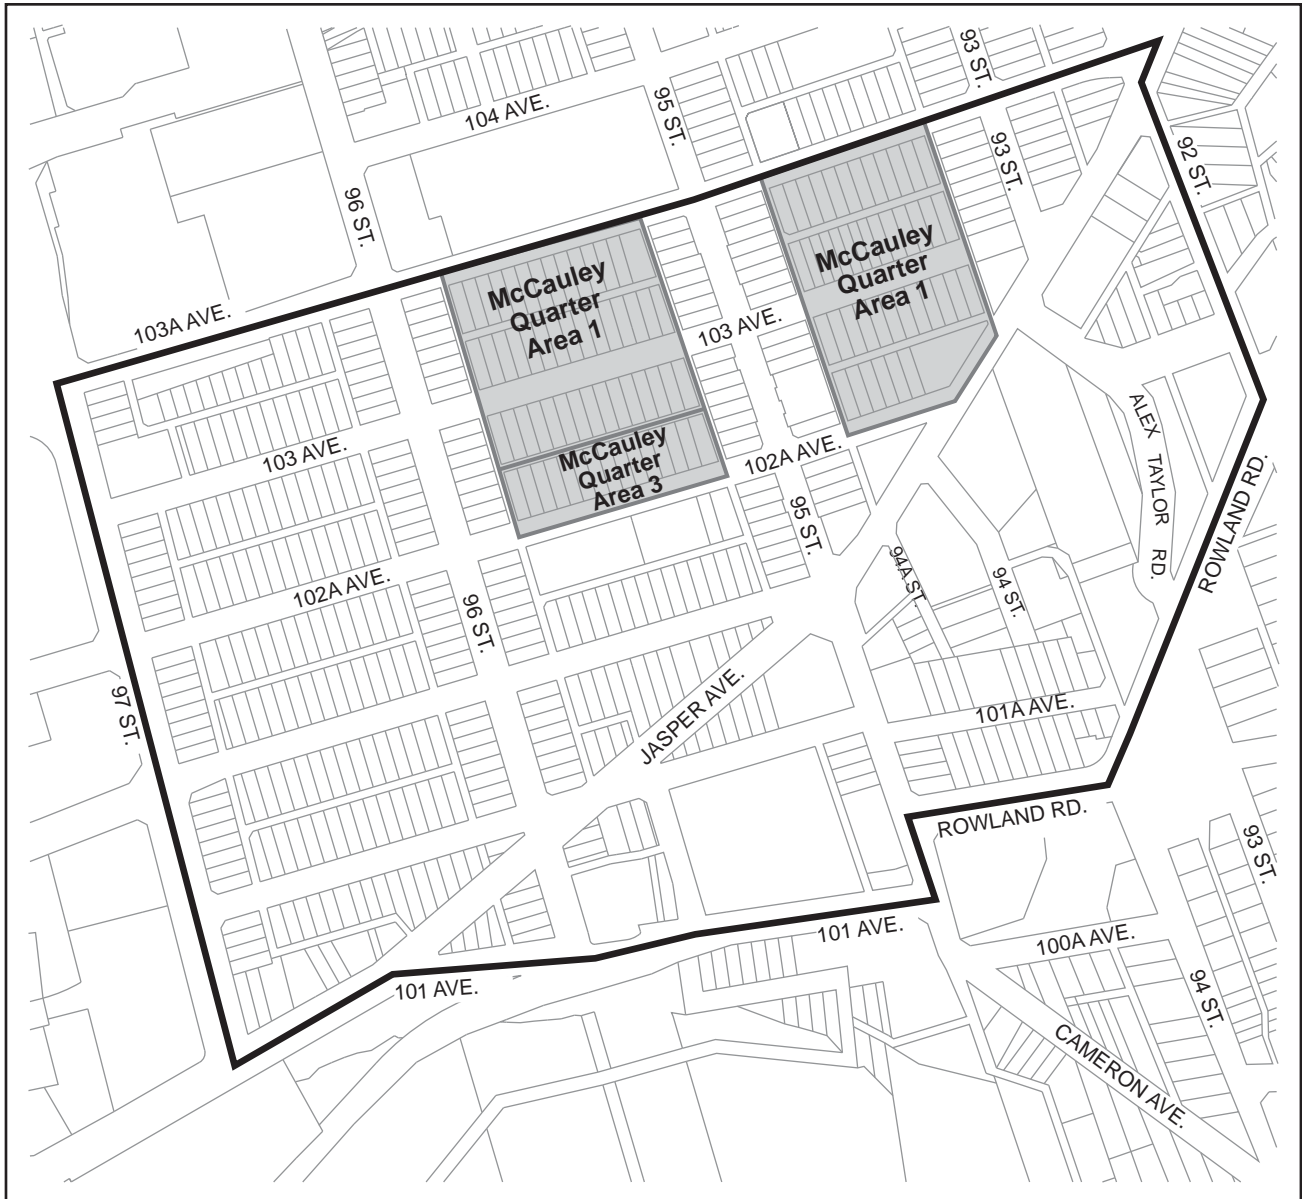 93 ST.
104 AVE.
95 ST.
93 ST.
92 ST.
96 ST.
McCauley
Quarter
Area 1
McCauley
Quarter
Area 1
103A AVE.
103 AVE.
ALEX TAYLOR RD.
103 AVE.
McCauley
Quarter
Area 3
102A AVE.
ROWLAND RD.
95 ST.
94A ST.
94 ST.
102A AVE.
96 ST.
97 ST.
JASPER AVE.
101A AVE.
ROWLAND RD.
93 ST.
101 AVE.
100A AVE.
101 AVE.
94 ST.
CAMERON AVE.